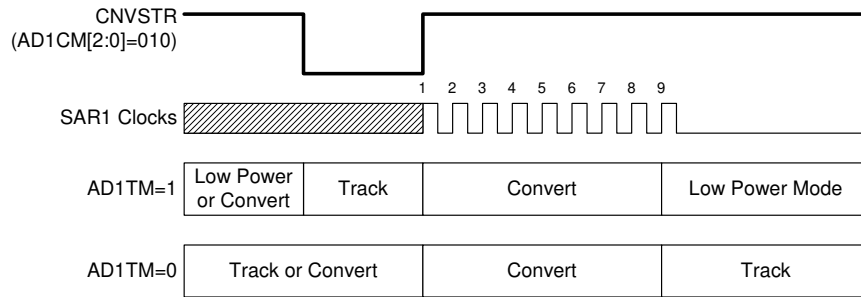 CNVSTR
(AD1CM[2:0]=010)
1 2 3 4 5 6 7 8 9
SAR1 Clocks
AD1TM=1
Low Power
or Convert
Track
Convert
Low Power Mode
AD1TM=0
Track or Convert
Convert
Track